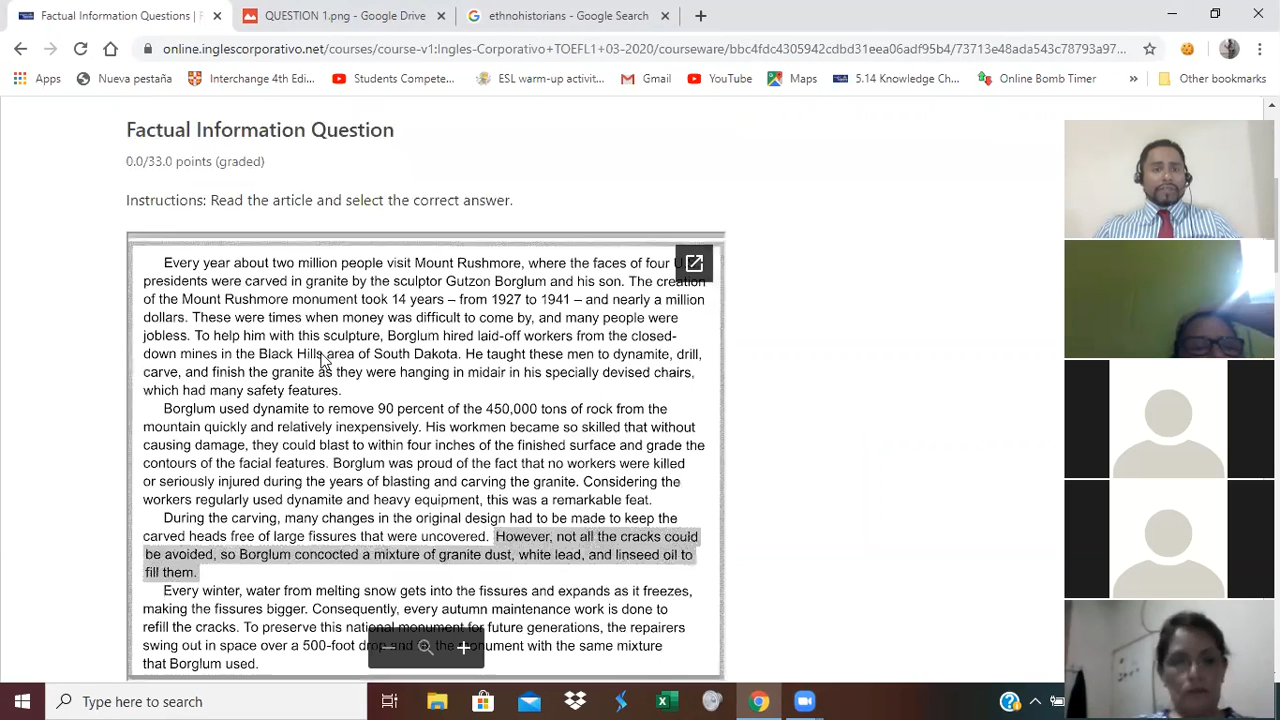 Factual Information Questions |
QUESTION 1.png - Google Drive
ethnohistorians - Google Search
online.inglescorporativo.net/courses/course-v1:Ingles-Corporativo+TOEFL1+03-2020/courseware/bbc4fdc4305942cdbd31eea06adf95b4/73713e48ada543c78793a97...
Apps
Nueva pestaña
Interchange 4th Edi...
Students Compete...
ESL warm-up activit...
Gmail
YouTube
Maps
5.14 Knowledge Ch...
Online Bomb Timer
»
Other bookmarks
Factual Information Question
0.0/33.0 points (graded)
Instructions: Read the article and select the correct answer.
Every year about two million people visit Mount Rushmore, where the faces of four
presidents were carved in granite by the sculptor Gutzon Borglum and his son. The creation
of the Mount Rushmore monument took 14 years – from 1927 to 1941 – and nearly a million
dollars. These were times when money was difficult to come by, and many people were
jobless. To help him with this sculpture, Borglum hired laid-off workers from the closed-
down mines in the Black Hills area of South Dakota. He taught these men to dynamite, drill,
carve, and finish the granite as they were hanging in midair in his specially devised chairs,
which had many safety features.
Borglum used dynamite to remove 90 percent of the 450,000 tons of rock from the
mountain quickly and relatively inexpensively. His workmen became so skilled that without
causing damage, they could blast to within four inches of the finished surface and grade the
contours of the facial features. Borglum was proud of the fact that no workers were killed
or seriously injured during the years of blasting and carving the granite. Considering the
workers regularly used dynamite and heavy equipment, this was a remarkable feat.
During the carving, many changes in the original design had to be made to keep the
carved heads free of large fissures that were uncovered. However, not all the cracks could
be avoided, so Borglum concocted a mixture of granite dust, white lead, and linseed oil to
fill them.
Every winter, water from melting snow gets into the fissures and expands as it freezes,
making the fissures bigger. Consequently, every autumn maintenance work is done to
refill the cracks. To preserve this national monument for future generations, the repairers
swing out in space over a 500-foot drop and the monument with the same mixture
that Borglum used.
Type here to search